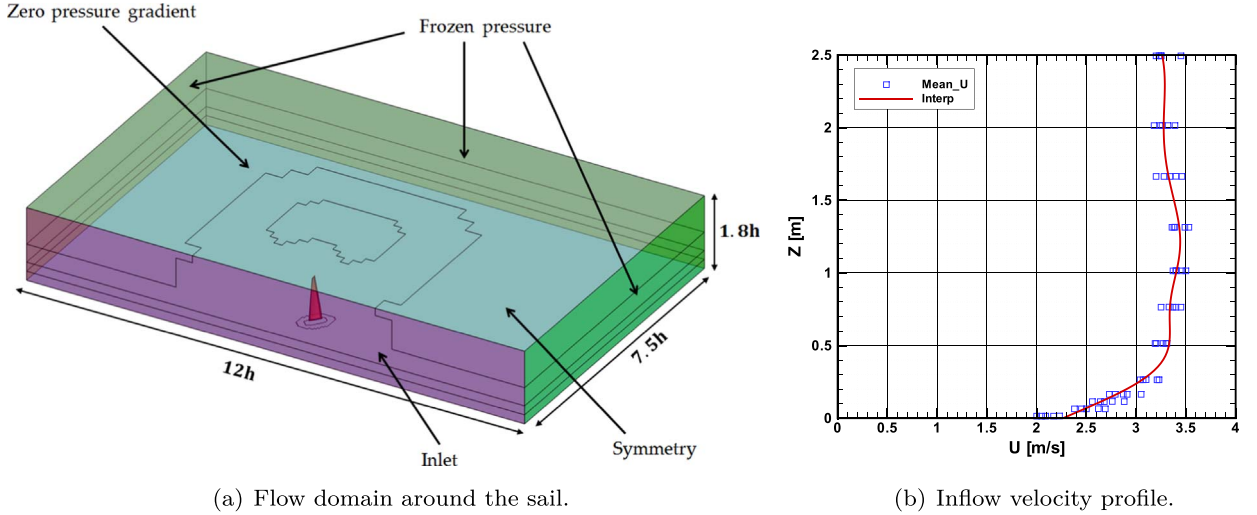 Zero pressure gradient
Frozen pressure
1.8h
7.5h
12h
Symmetry
Inlet
(a) Flow domain around the sail.
2.5
2
1.5
1
0.5
0
Z [m]
Mean_U
Interp
0 0.5 1 1.5 2 2.5 3 3.5 4
U [m/s]
(b) Inflow velocity profile.